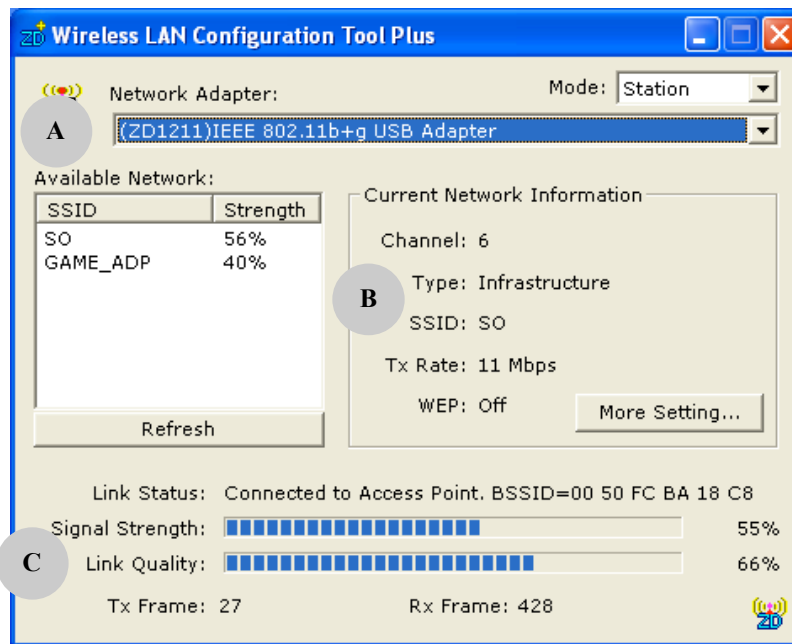 ZD Wireless LAN Configuration Tool Plus
Network Adapter:
Mode: Station
A
(ZD1211)IEEE 802.11b+g USB Adapter
Available Network:
SSID Strength
SO 56%
GAME_ADP 40%
Refresh
Current Network Information
Channel: 6
B
Type: Infrastructure
SSID: SO
Tx Rate: 11 Mbps
WEP: Off
More Setting...
Link Status: Connected to Access Point. BSSID=00 50 FC BA 18 C8
Signal Strength: 55%
C
Link Quality: 66%
Tx Frame: 27 Rx Frame: 428
ZD